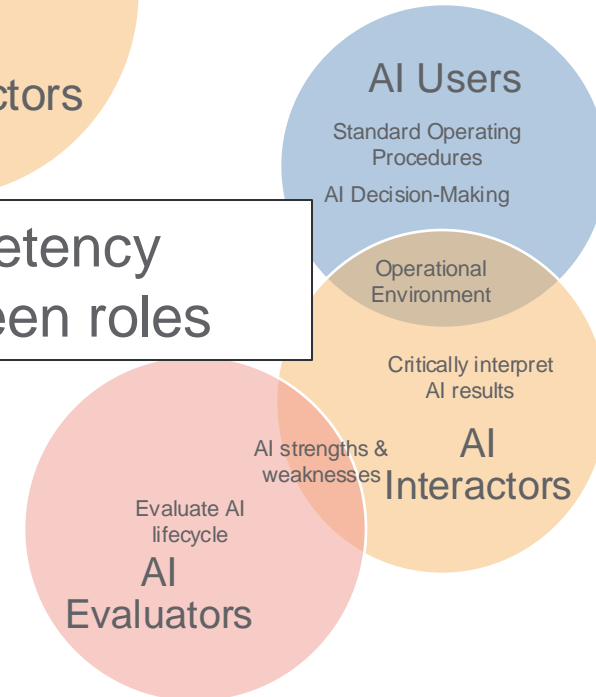 ctors
AI Users
Standard Operating
Procedures
AI Decision-Making
etency
een roles
Operational
Environment
Critically interpret
AI results
AI
Interactors
AI strengths &
weaknesses
Evaluate AI
lifecycle
AI
Evaluators